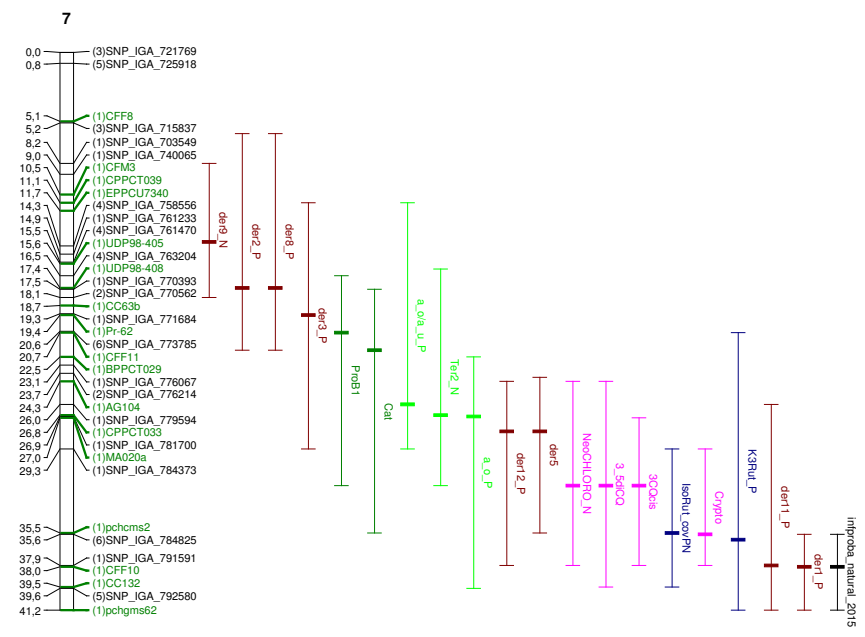 7
0,0 (3)SNP_IGA_721769
0,8 (5)SNP_IGA_725918
5,1 (1)CFF8
5,2 (3)SNP_IGA_715837
8,2 (1)SNP_IGA_703549
9,0 (1)SNP_IGA_740065
10,5 (1)CFM3
11,1 (1)CPPCT039
11,7 (1)EPPCU7340
14,3 (4)SNP_IGA_758556
14,9 (1)SNP_IGA_761233
15,5 (4)SNP_IGA_761470
15,6 (1)UDP98-405
16,5 (4)SNP_IGA_763204
17,4 (1)UDP98-408
17,5 (1)SNP_IGA_770393
18,1 (2)SNP_IGA_770562
18,7 (1)CC63b
19,3 (1)SNP_IGA_771684
19,4 (1)Pr-62
20,6 (6)SNP_IGA_773785
20,7 (1)CFF11
22,5 (1)BPPCT029
23,1 (1)SNP_IGA_776067
23,7 (2)SNP_IGA_776214
24,3 (1)AG104
26,0 (1)SNP_IGA_779594
26,8 (1)CPPCT033
26,9 (1)SNP_IGA_781700
27,0 (1)MA020a
29,3 (1)SNP_IGA_784373
35,5 (1)pchcms2
35,6 (6)SNP_IGA_784825
37,9 (1)SNP_IGA_791591
38,0 (1)CFF10
39,5 (1)CC132
39,6 (5)SNP_IGA_792580
41,2 (1)pchgms62
der9_N
der2_P
der8_P
der3_P
ProB1
Cat
a_o/a_u_P
Ter2_N
a_o_P
der12_P
der5
NeoCHLORO_N
3_5diCQ
3CQcis
IsoRut_covPN
Crypto
K3Rut_P
der11_P
der1_P
infproba_natural_2015